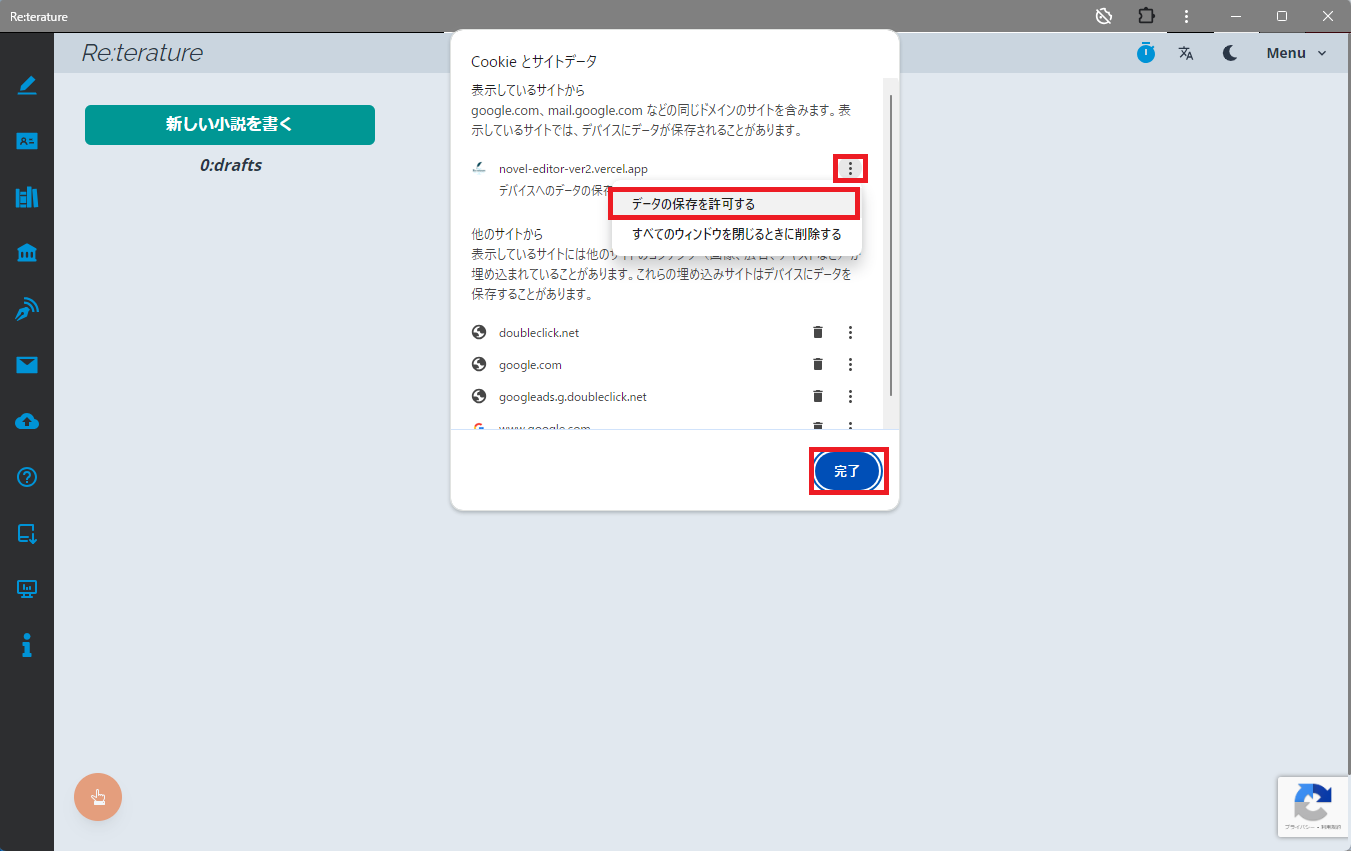 Re:terature
Re:terature
Menu
新しい小説を書く
0:drafts
Cookie とサイトデータ
表示しているサイトから
google.com、mail.google.com などの同じドメインのサイトを含みます。表
示しているサイトでは、デバイスにデータが保存されることがあります。
novel-editor-ver2.vercel.app
デバイスへのデータの保存
データの保存を許可する
すべてのウィンドウを閉じるときに削除する
他のサイトから
表示しているサイトには他の
埋め込まれていることがあります。これらの埋め込みサイトはデバイスにデータを
保存することがあります。
doubleclick.net
google.com
googleads.g.doubleclick.net
www.google.com
完了
プライバシー - 利用規約